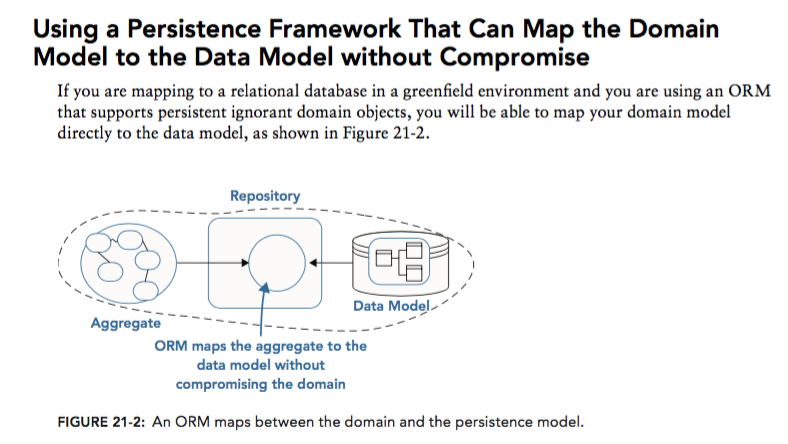 Using a Persistence Framework That Can Map the Domain
Model to the Data Model without Compromise
If you are mapping to a relational database in a greenfield environment and you are using an ORM
that supports persistent ignorant domain objects, you will be able to map your domain model
directly to the data model, as shown in Figure 21-2.
Repository
Data Model
Aggregate
ORM maps the aggregate to the
data model without
compromising the domain
FIGURE 21-2: An ORM maps between the domain and the persistence model.